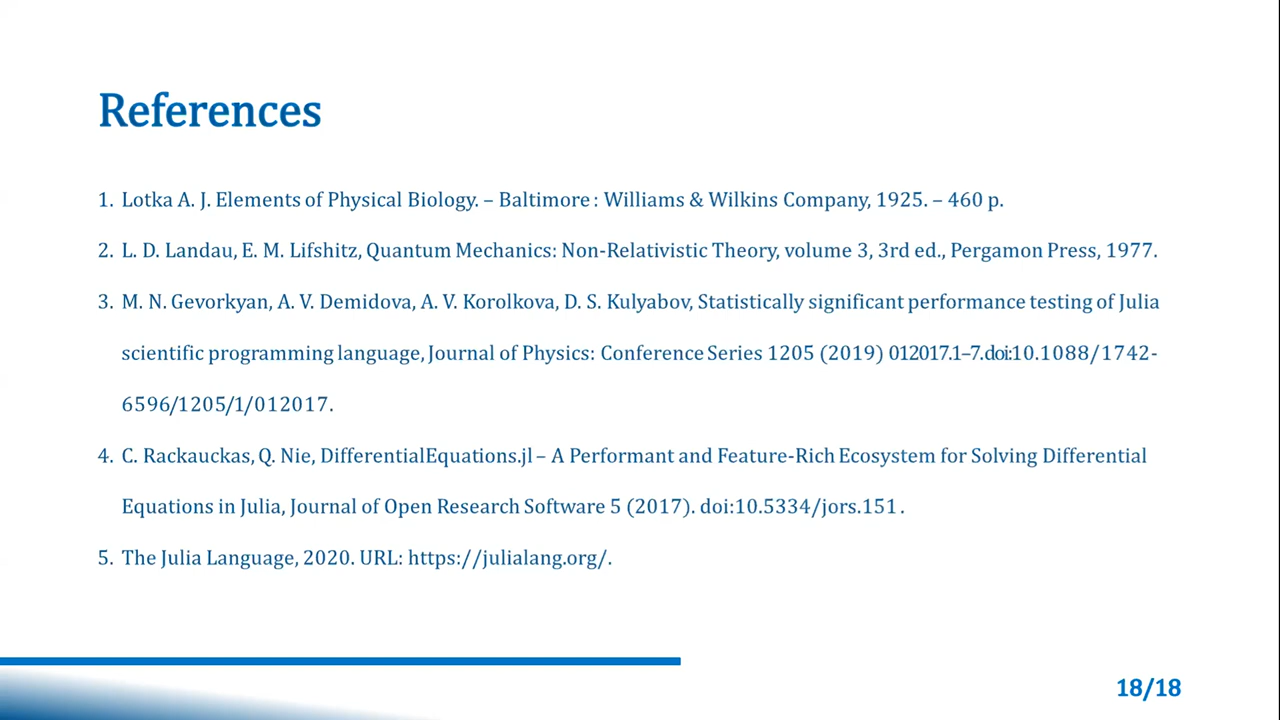 References
1. Lotka A. J. Elements of Physical Biology. – Baltimore : Williams & Wilkins Company, 1925. – 460 p.
2. L. D. Landau, E. M. Lifshitz, Quantum Mechanics: Non-Relativistic Theory, volume 3, 3rd ed., Pergamon Press, 1977.
3. M. N. Gevorkyan, A. V. Demidova, A. V. Korolkova, D. S. Kulyabov, Statistically significant performance testing of Julia
scientific programming language, Journal of Physics: Conference Series 1205 (2019) 012017.1–7.doi:10.1088/1742-
6596/1205/1/012017.
4. C. Rackauckas, Q. Nie, DifferentialEquations.jl – A Performant and Feature-Rich Ecosystem for Solving Differential
Equations in Julia, Journal of Open Research Software 5 (2017). doi:10.5334/jors.151 .
5. The Julia Language, 2020. URL: https://julialang.org/.
18/18